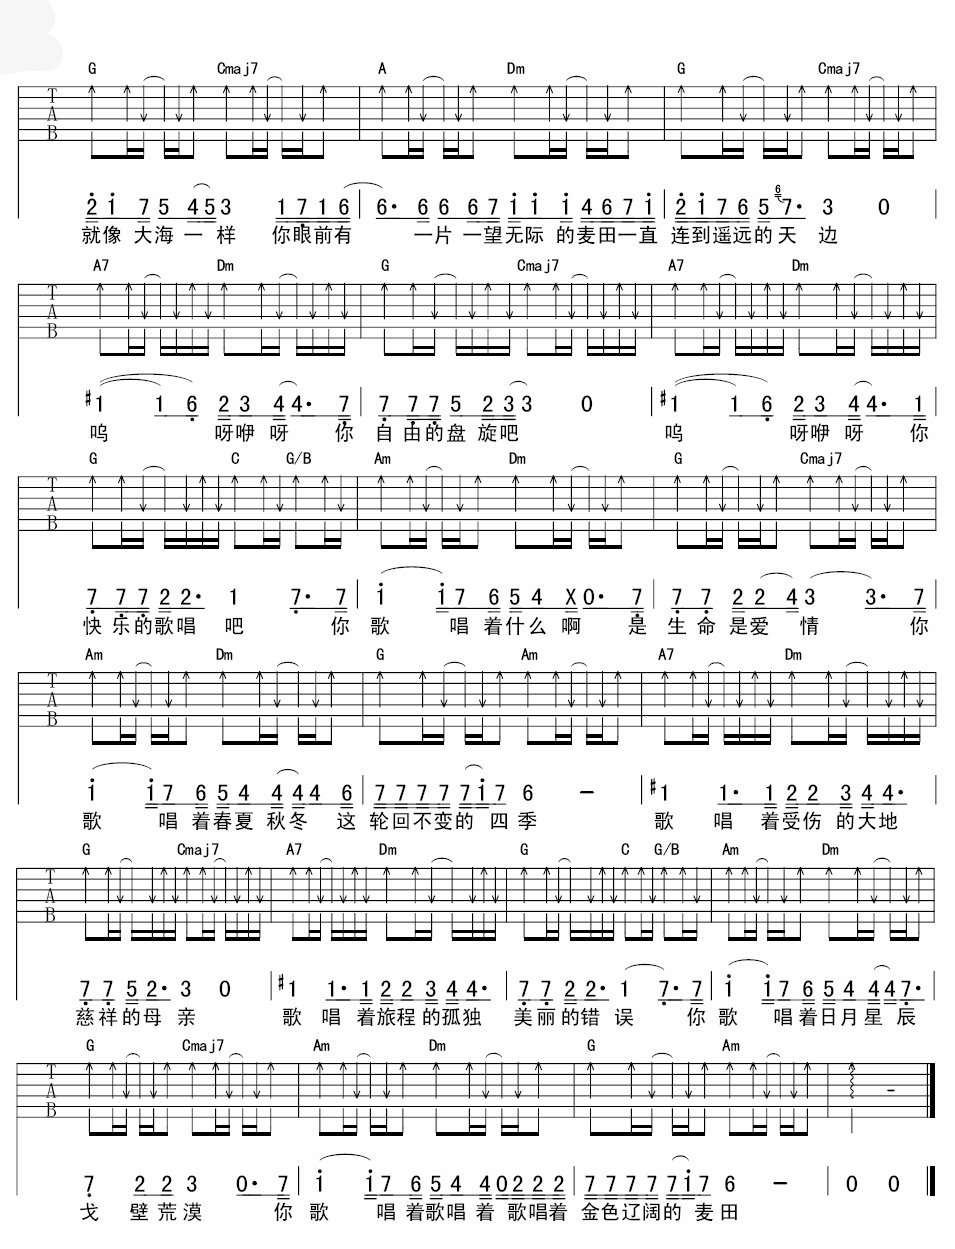 G Cmaj7 A Dm G Cmaj7
T A B
2 1 7 5 4 5 3 1 7 1 6 6· 6 6 6 7 1 1 1 4 6 7 1 2 1 7 6 5 6 7· 3 0
就像 大海 一 样 你眼前有 一片 一望无际 的麦田一直 连到遥远的 天 边
A7 Dm G Cmaj7 A7 Dm
T A B
#1 1 6 2 3 4 4· 7 7 7 7 5 2 3 3 0 #1 1 6 2 3 4 4· 1
呜 呀咿 呀 你 自 由的盘 旋吧 呜 呀咿呀 你
G C G/B Am Dm G Cmaj7
T A B
7 7 7 2 2· 1 7· 7 1 1 7 6 5 4 X 0· 7 7 7 2 2 4 3 3· 7
快 乐的歌唱 吧 你 歌 唱 着什么 啊 是 生 命 是爱 情 你
Am Dm G Am A7 Dm
T A B
1 1 7 6 5 4 4 4 4 6 7 7 7 7 7 1 7 6 — #1 1· 1 2 2 3 4 4·
歌 唱 着春夏 秋冬 这 轮回不变的 四 季 歌 唱 着受伤 的大地
G Cmaj7 A7 Dm G C G/B Am Dm
T A B
7 7 5 2· 3 0 #1 1· 1 2 2 3 4 4· 7 7 2 2· 1 7· 7 1 1 7 6 5 4 4 4 7·
慈祥的母 亲 歌 唱 着旅程 的孤独 美丽的错 误 你 歌 唱着日月星 辰
G Cmaj7 Am Dm G Am
T A B
7 2 2 3 0· 7 1 1 7 6 5 4 4 0 2 2 2 7 7 7 7 7 1 7 6 — 0 0
戈 壁 荒 漠 你 歌 唱 着歌唱 着 歌唱着 金色辽阔的 麦田